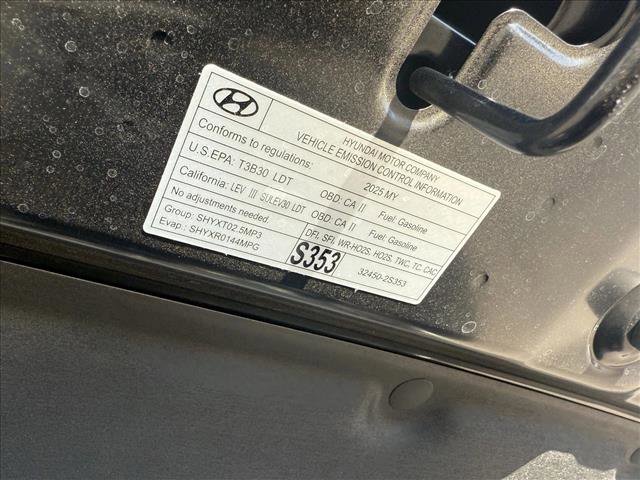 HYUNDAI MOTOR COMPANY
VEHICLE EMISSION CONTROL INFORMATION
Conforms to regulations: 2025 MY
U.S.EPA: T3B30 LDT OBD: CA II Fuel: Gasoline
California: LEV III SULEV30 LDT OBD: CA II Fuel: Gasoline
No adjustments needed. DFI, SFI, WR-HO2S, HO2S, TWC, TC, CAC
Group: SHYXT02.5MP3
Evap.: SHYXR0144MPG
S353 32450-2S353